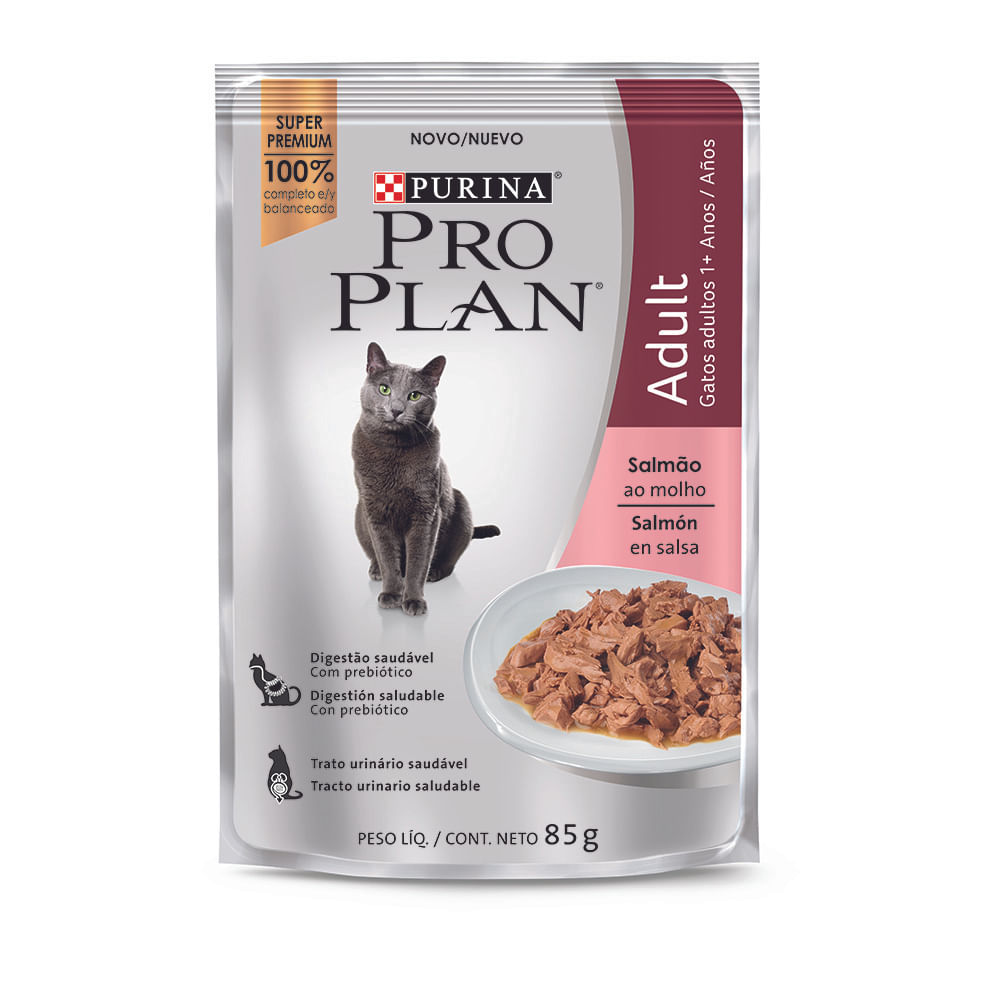 SUPER
PREMIUM
100%
completo e/y
balanceado
NOVO/NUEVO
PURINA®
PRO
PLAN®
Adult
Gatos adultos 1+ Anos / Años
Salmão
ao molho
Salmón
en salsa
Digestão saudável
Com prebiótico
Digestión saludable
Con prebiótico
Trato urinário saudável
Tracto urinario saludable
PESO LÍQ. / CONT. NETO 85g